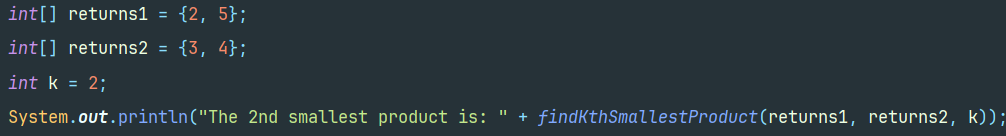 int[] returns1 = {2, 5};
int[] returns2 = {3, 4};
int k = 2;
System.out.println("The 2nd smallest product is: " + findKthSmallestProduct(returns1, returns2, k));